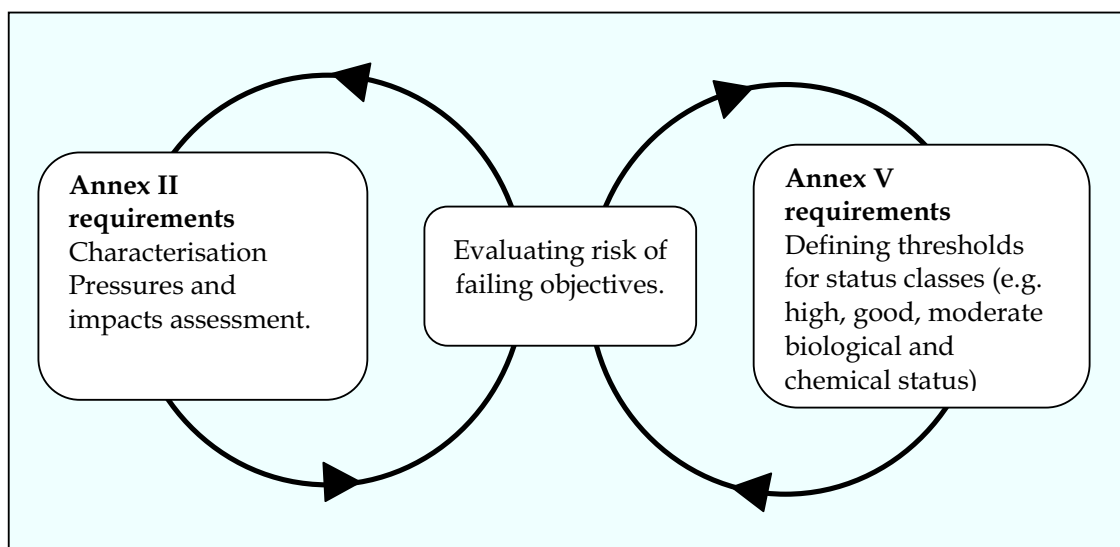 Annex II
requirements
Characterisation
Pressures and
impacts assessment.
Evaluating risk of
failing objectives.
Annex V
requirements
Defining thresholds
for status classes (e.g.
high, good, moderate
biological and
chemical status)